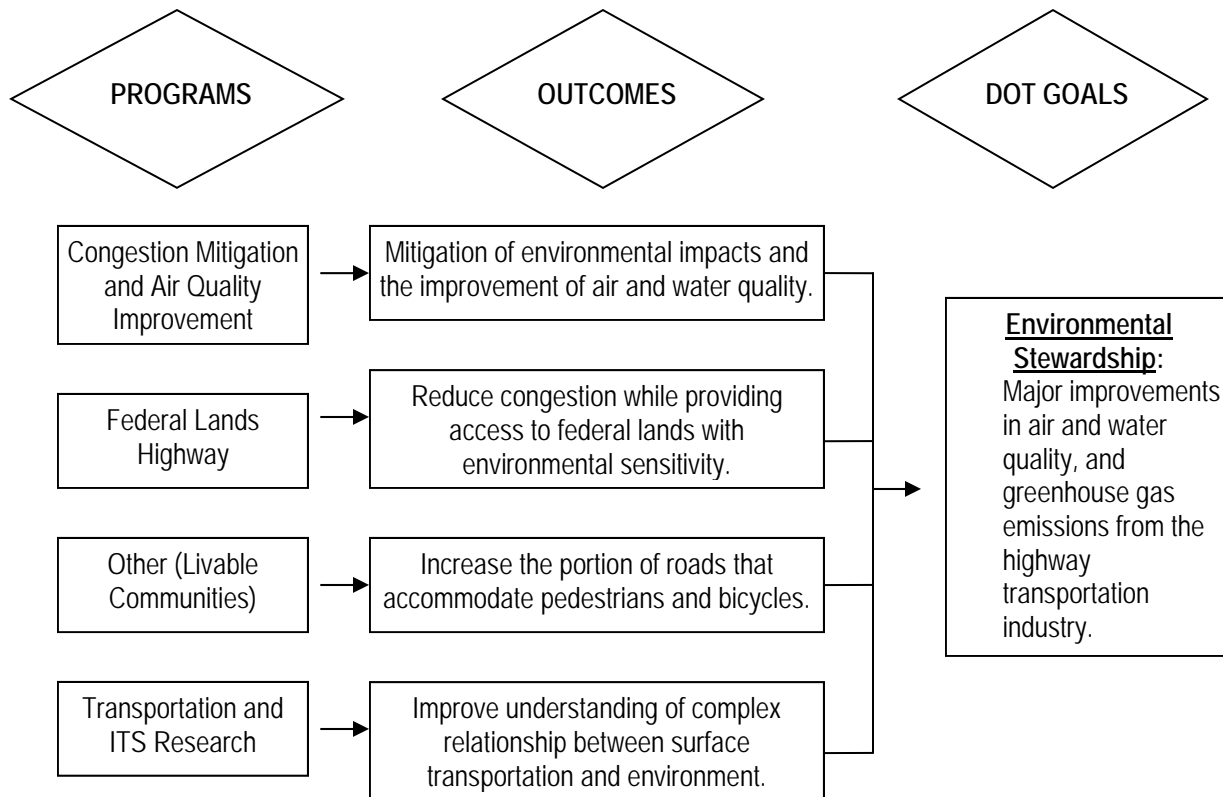 PROGRAMS
OUTCOMES
DOT GOALS
Congestion Mitigation
and Air Quality
Improvement
Mitigation of environmental impacts and
the improvement of air and water quality.
Federal Lands
Highway
Reduce congestion while providing
access to federal lands with
environmental sensitivity.
Other (Livable
Communities)
Increase the portion of roads that
accommodate pedestrians and bicycles.
Transportation and
ITS Research
Improve understanding of complex
relationship between surface
transportation and environment.
Environmental
Stewardship:
Major improvements
in air and water
quality, and
greenhouse gas
emissions from the
highway
transportation
industry.